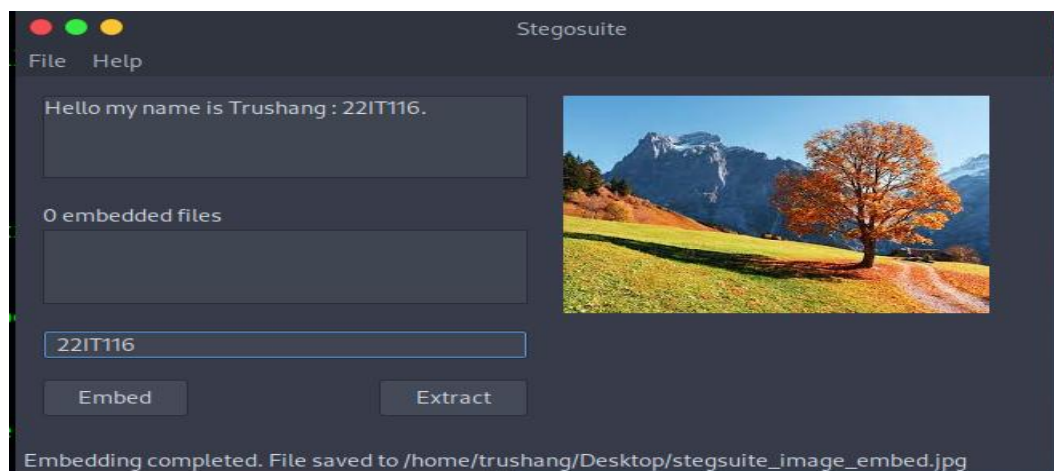 Stegosuite
File Help
Hello my name is Trushang : 22IT116.
0 embedded files
22IT116
Embed Extract
Embedding completed. File saved to /home/trushang/Desktop/stegsuite_image_embed.jpg